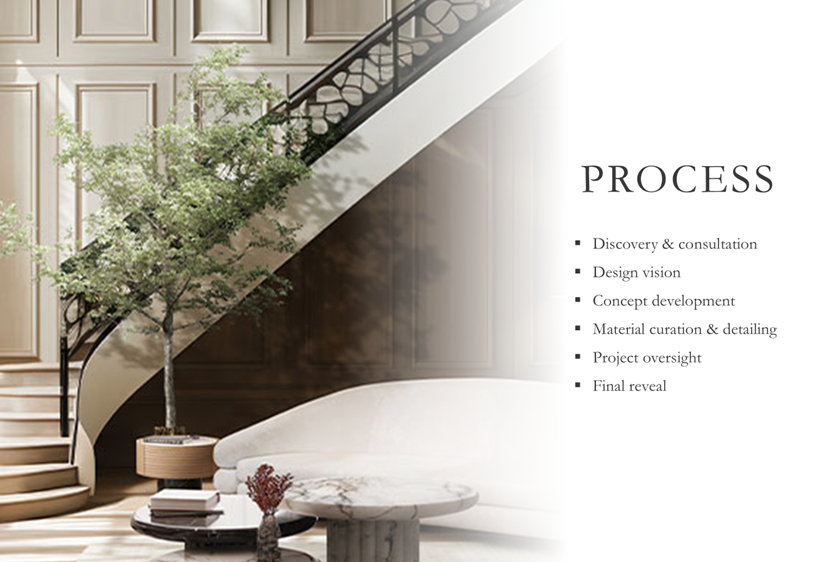 PROCESS
▪ Discovery & consultation
▪ Design vision
▪ Concept development
▪ Material curation & detailing
▪ Project oversight
▪ Final reveal